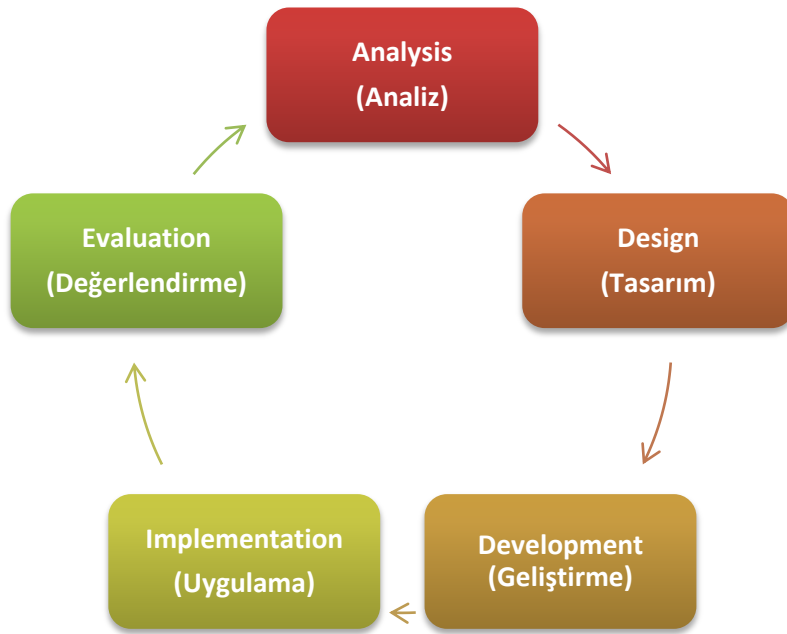 Analysis
(Analiz)
Design
(Tasarım)
Development
(Geliştirme)
Implementation
(Uygulama)
Evaluation
(Değerlendirme)